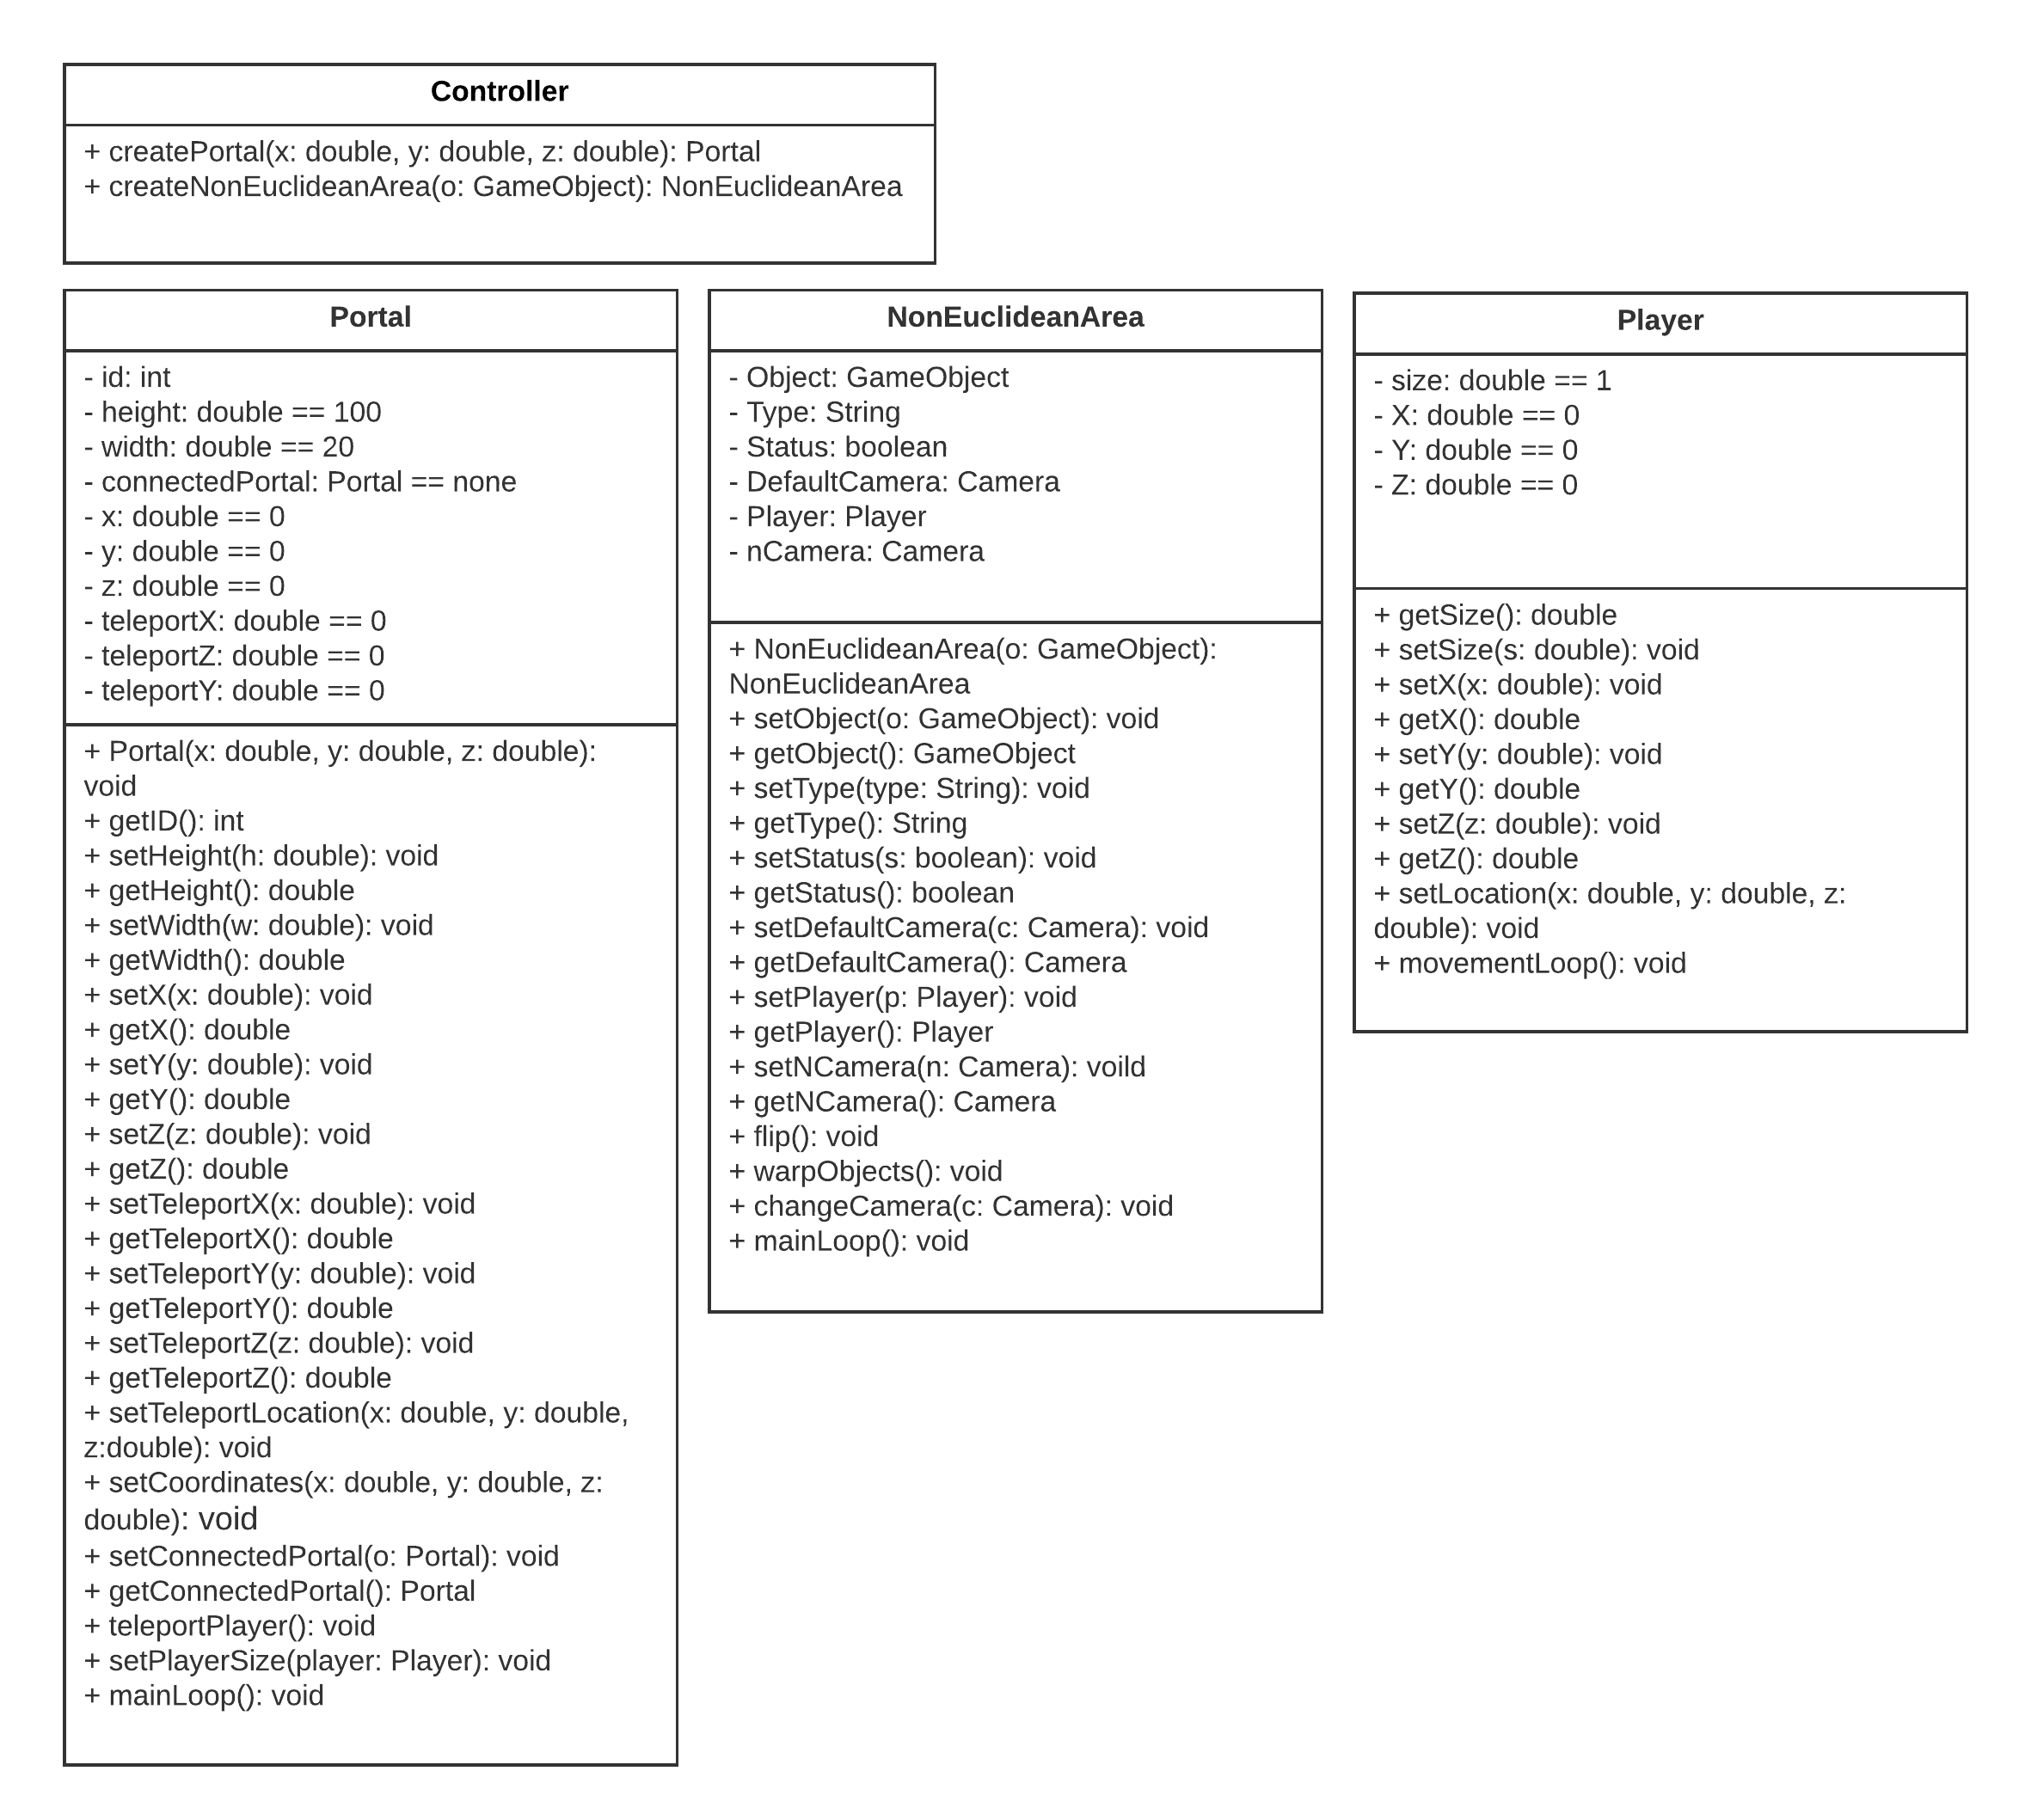 Controller
+ createPortal(x: double, y: double, z: double): Portal
+ createNonEuclideanArea(o: GameObject): NonEuclideanArea
Portal
- id: int
- height: double == 100
- width: double == 20
- connectedPortal: Portal == none
- x: double == 0
- y: double == 0
- z: double == 0
- teleportX: double == 0
- teleportZ: double == 0
- teleportY: double == 0
+ Portal(x: double, y: double, z: double):
void
+ getID(): int
+ setHeight(h: double): void
+ getHeight(): double
+ setWidth(w: double): void
+ getWidth(): double
+ setX(x: double): void
+ getX(): double
+ setY(y: double): void
+ getY(): double
+ setZ(z: double): void
+ getZ(): double
+ setTeleportX(x: double): void
+ getTeleportX(): double
+ setTeleportY(y: double): void
+ getTeleportY(): double
+ setTeleportZ(z: double): void
+ getTeleportZ(): double
+ setTeleportLocation(x: double, y: double,
z:double): void
+ setCoordinates(x: double, y: double, z:
double): void
+ setConnectedPortal(o: Portal): void
+ getConnectedPortal(): Portal
+ teleportPlayer(): void
+ setPlayerSize(player: Player): void
+ mainLoop(): void
NonEuclideanArea
- Object: GameObject
- Type: String
- Status: boolean
- DefaultCamera: Camera
- Player: Player
- nCamera: Camera
+ NonEuclideanArea(o: GameObject):
NonEuclideanArea
+ setObject(o: GameObject): void
+ getObject(): GameObject
+ setType(type: String): void
+ getType(): String
+ setStatus(s: boolean): void
+ getStatus(): boolean
+ setDefaultCamera(c: Camera): void
+ getDefaultCamera(): Camera
+ setPlayer(p: Player): void
+ getPlayer(): Player
+ setNCamera(n: Camera): voild
+ getNCamera(): Camera
+ flip(): void
+ warpObjects(): void
+ changeCamera(c: Camera): void
+ mainLoop(): void
Player
- size: double == 1
- X: double == 0
- Y: double == 0
- Z: double == 0
+ getSize(): double
+ setSize(s: double): void
+ setX(x: double): void
+ getX(): double
+ setY(y: double): void
+ getY(): double
+ setZ(z: double): void
+ getZ(): double
+ setLocation(x: double, y: double, z:
double): void
+ movementLoop(): void